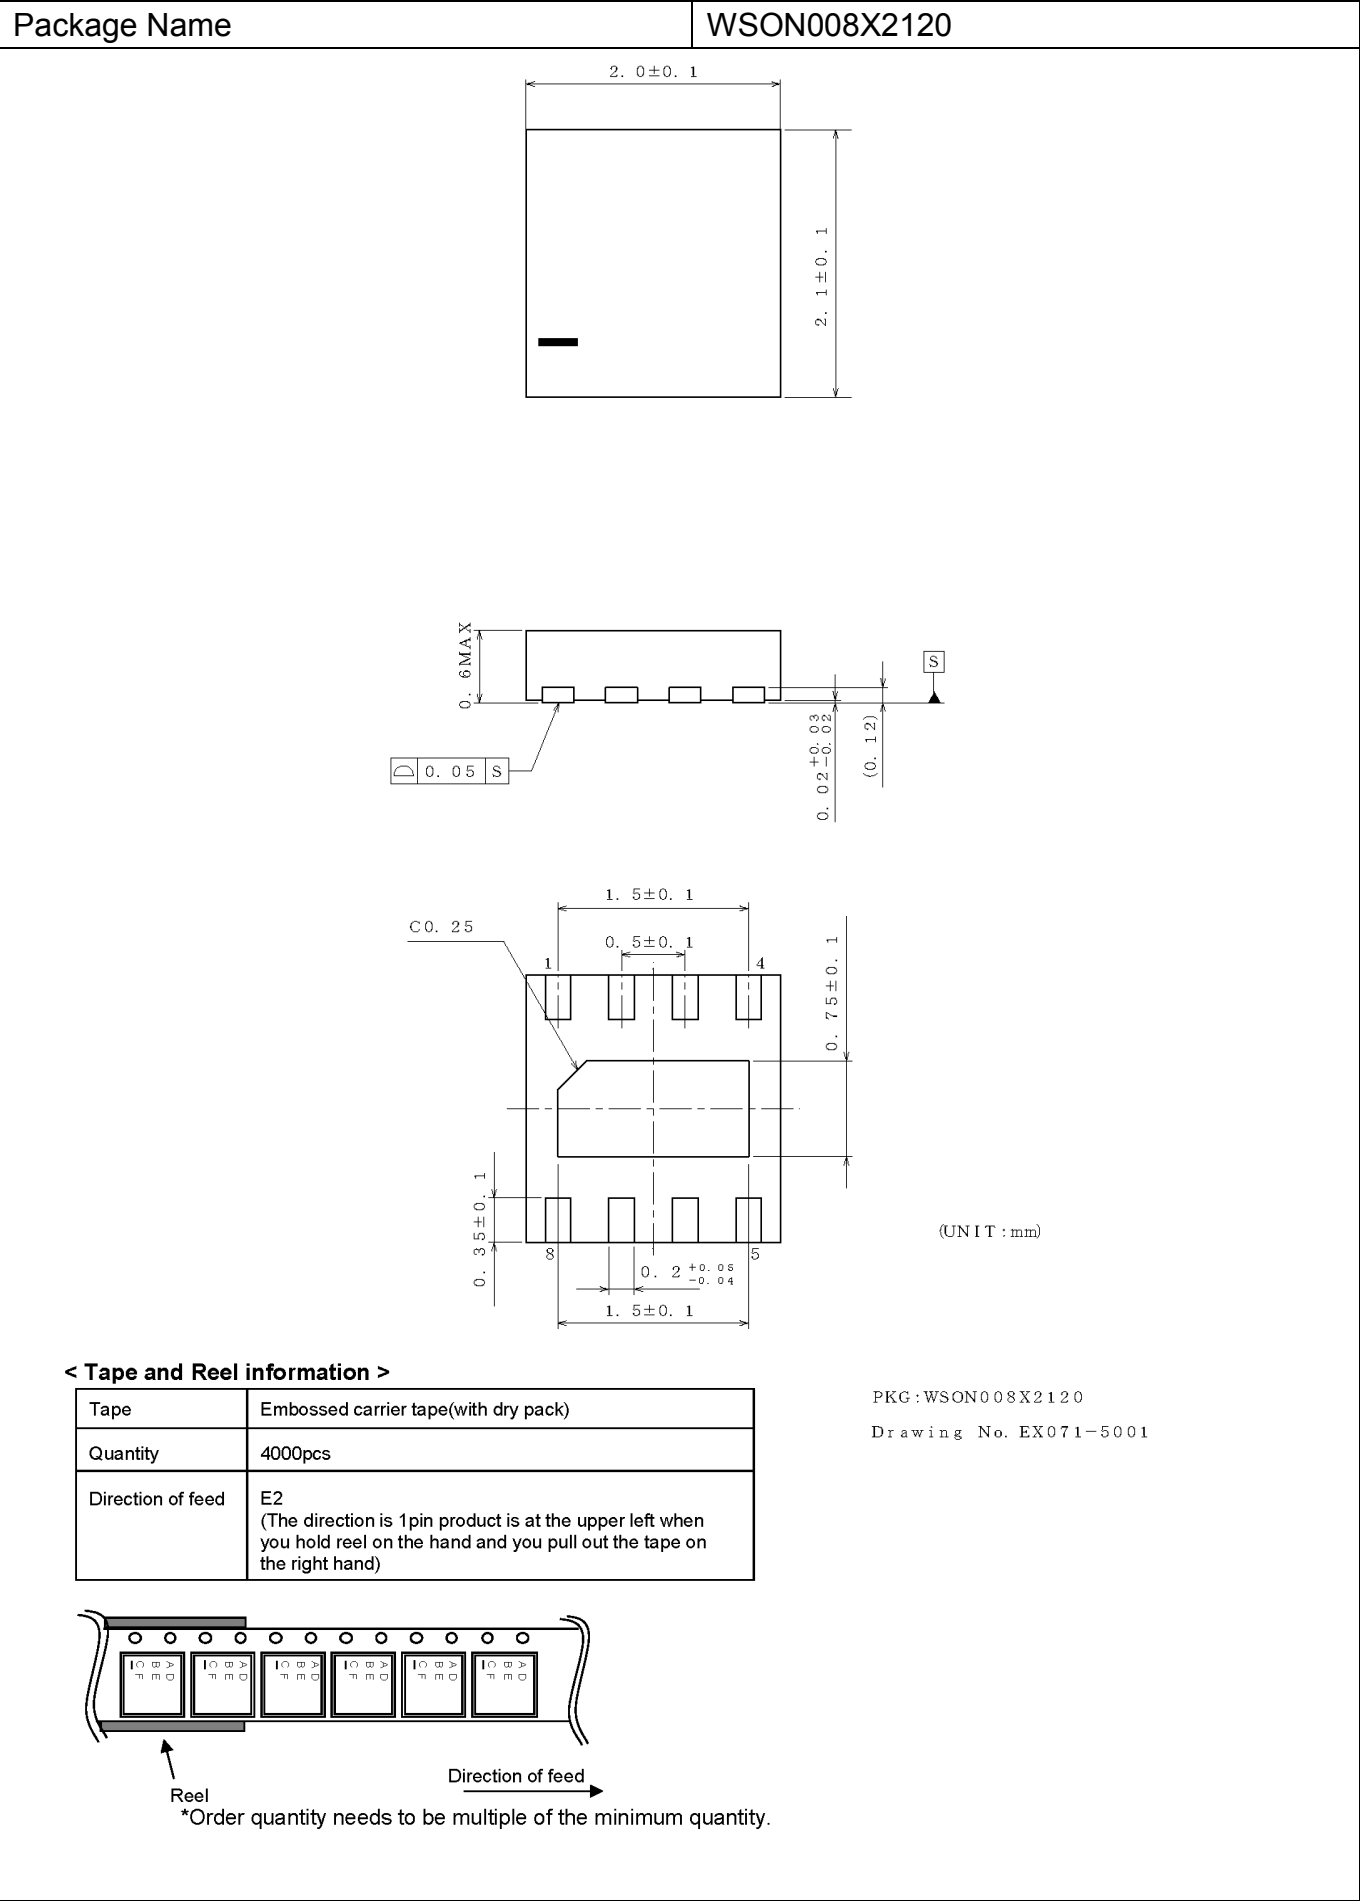 Package Name
WSON008X2120
2. 0±0. 1
2. 1±0. 1
0. 6MAX
S
0. 05 S
0. 02 +0. 03 -0. 02
(0. 12)
1. 5±0. 1
C0. 25
0. 5±0. 1
1
4
0. 75±0. 1
0. 35±0. 1
(UNIT:mm)
8
5
0. 2 +0. 05 -0. 04
1. 5±0. 1
< Tape and Reel information >
Tape
Embossed carrier tape(with dry pack)
Quantity
4000pcs
Direction of feed
E2
(The direction is 1pin product is at the upper left when
you hold reel on the hand and you pull out the tape on
the right hand)
PKG:WSON008X2120
Drawing No. EX071-5001
A B C
D E F
A B C
D E F
A B C
D E F
A B C
D E F
A B C
D E F
A B C
D E F
Direction of feed
Reel
*Order quantity needs to be multiple of the minimum quantity.